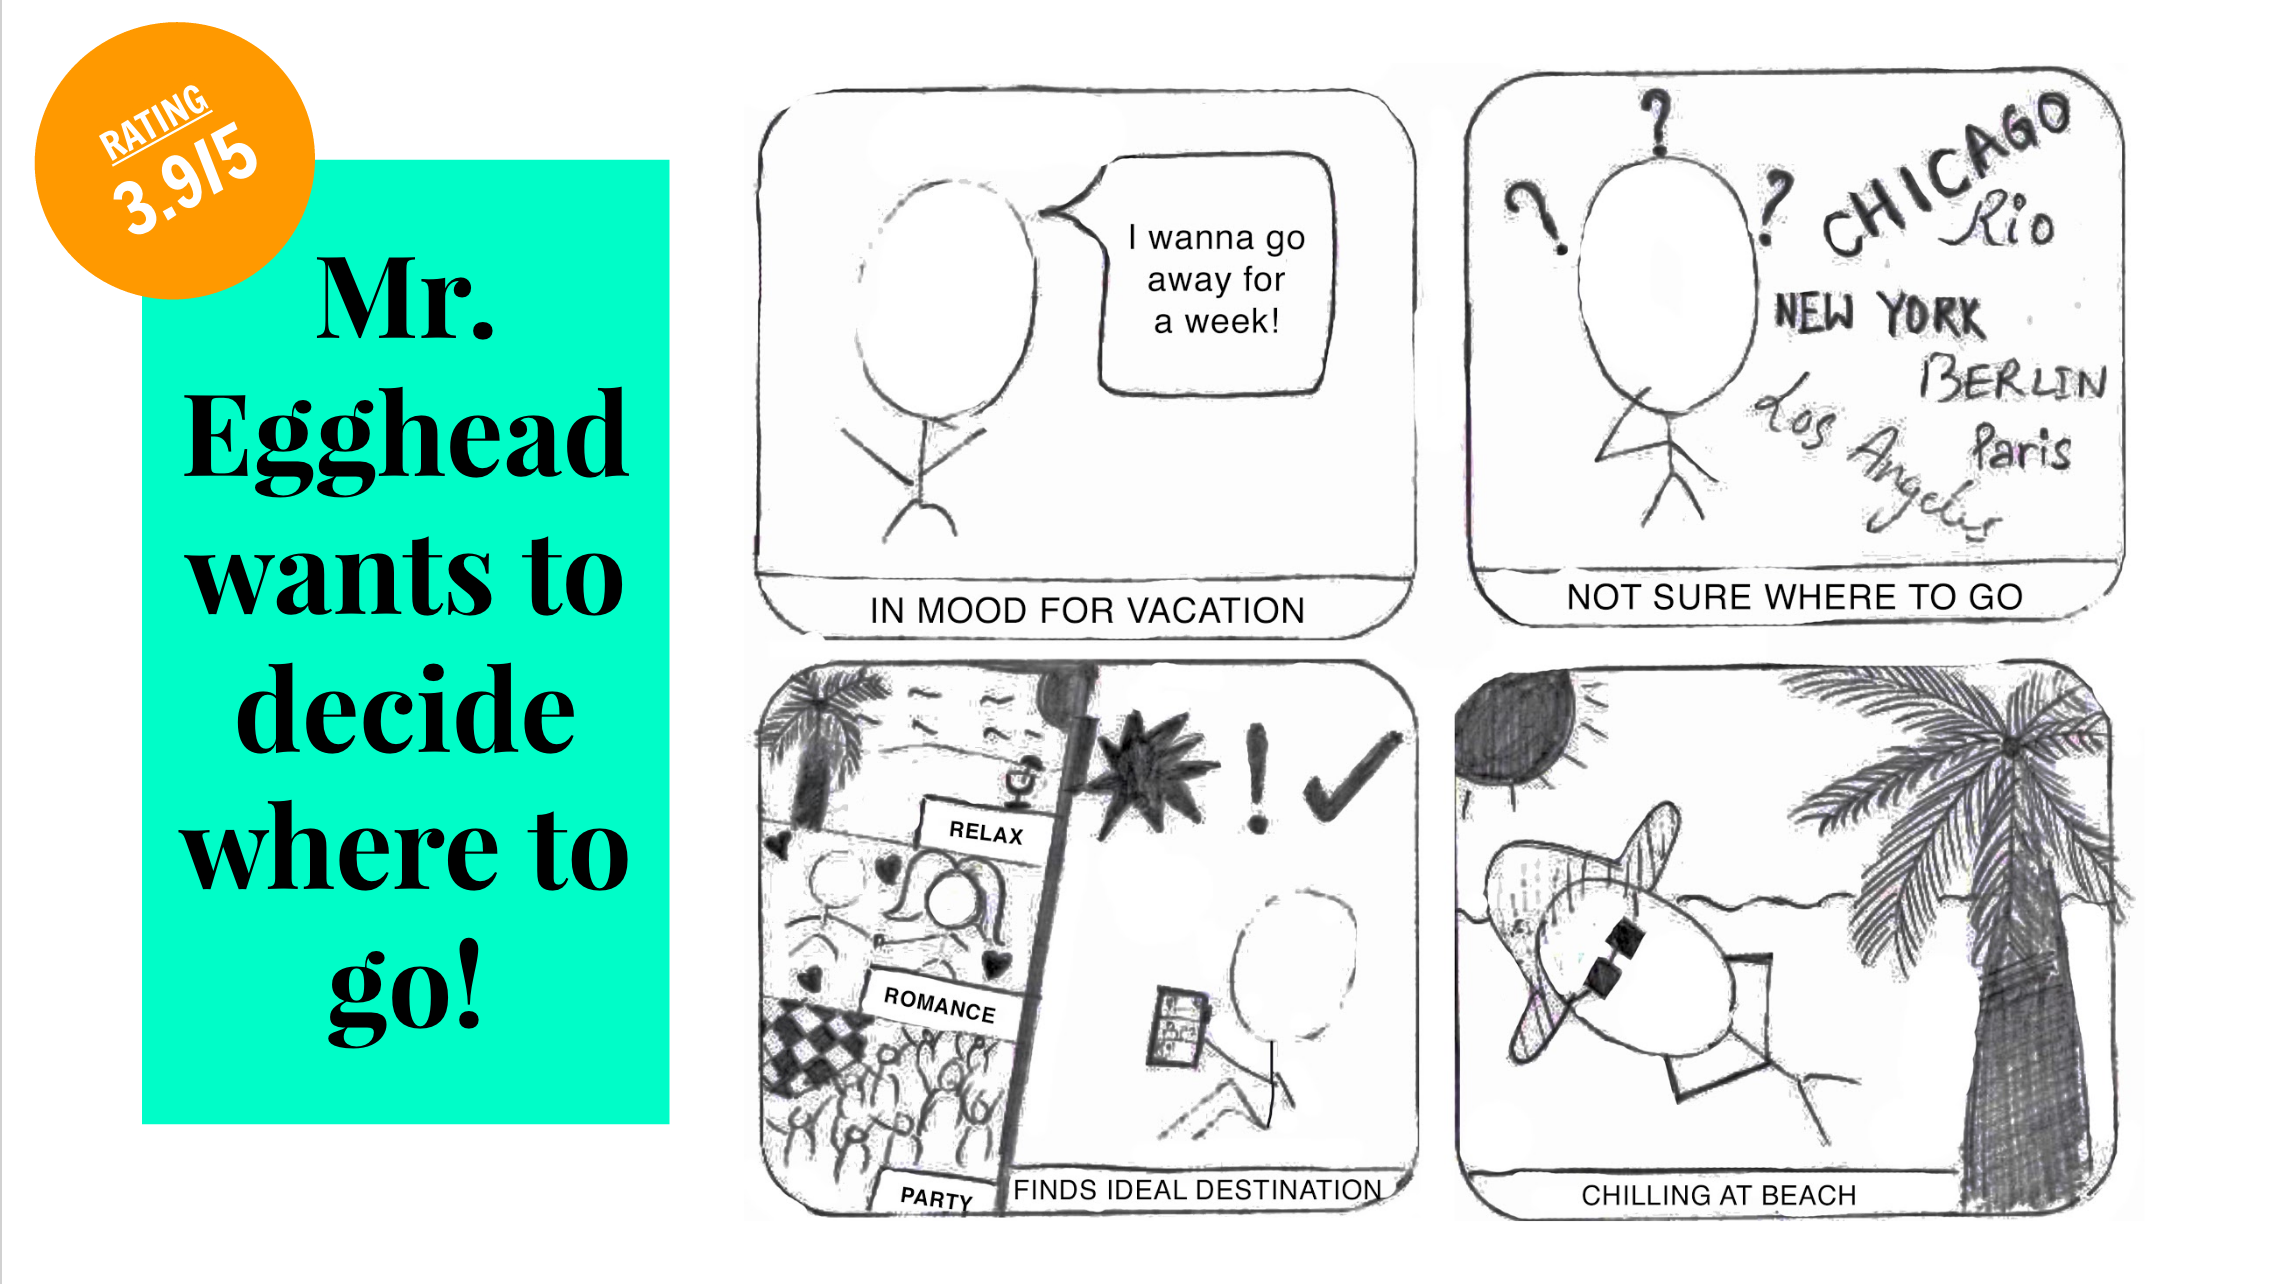 RATING
3.9/5
Mr.
Egghead
wants to
decide
where to
go!
I wanna go
away for
a week!
IN MOOD FOR VACATION
? ? ?
CHICAGO
Rio
NEW YORK
BERLIN
Los Angeles
Paris
NOT SURE WHERE TO GO
!
RELAX
ROMANCE
PARTY
FINDS IDEAL DESTINATION
CHILLING AT BEACH